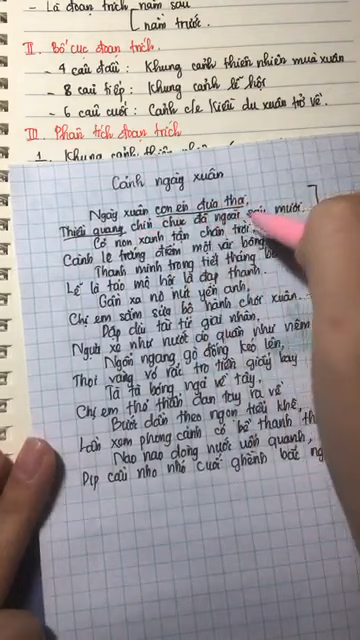 - Là đoạn trích năm sau
năm trước.
II. Bố cục đoạn trích.
- 4 câu đầu: Khung cảnh thiên nhiên mùa xuân
- 8 câu tiếp: Khung cảnh lễ hội
- 6 câu cuối: Cảnh c/e Kiều du xuân trở về.
III. Phân tích đoạn trích
1. Khung cảnh thiên nhiên
Cảnh ngày xuân
Ngày xuân con én đưa thoi,
Thiều quang chín chục đã ngoài mươi.
Cỏ non xanh tận chân trời
Cành lê trắng điểm một vài bông
Thanh minh trong tiết tháng
Lễ là tảo mộ hội là đạp thanh.
Gần xa nô nức yến anh,
Chị em sắm sửa bộ hành chơi xuân.
Dập dìu tài tử giai nhân,
Ngựa xe như nước áo quần như nêm
Ngổn ngang gò đống kéo lên,
Thoi vàng vó rắc tro tiền giấy bay
Tà tà bóng ngả về tây,
Chị em thơ thẩn dan tay ra về
Bước dần theo ngọn tiểu khê,
Lần xem phong cảnh có bề thanh
Nao nao dòng nước uốn quanh,
Dịp cầu nho nhỏ cuối ghềnh bắc